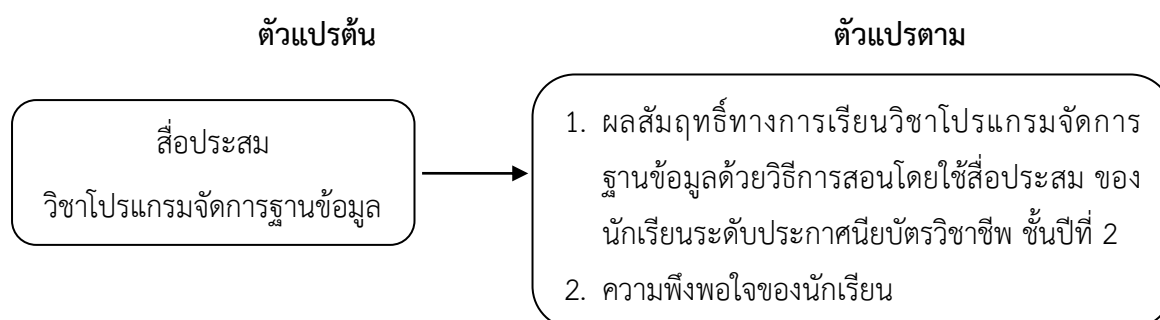 ตัวแปรต้น
ตัวแปรตาม
สื่อประสม
วิชาโปรแกรมจัดการฐานข้อมูล
1. ผลสัมฤทธิ์ทางการเรียนวิชาโปรแกรมจัดการ
ฐานข้อมูลด้วยวิธีการสอนโดยใช้สื่อประสม ของ
นักเรียนระดับประกาศนียบัตรวิชาชีพ ชั้นปีที่ 2
2. ความพึงพอใจของนักเรียน